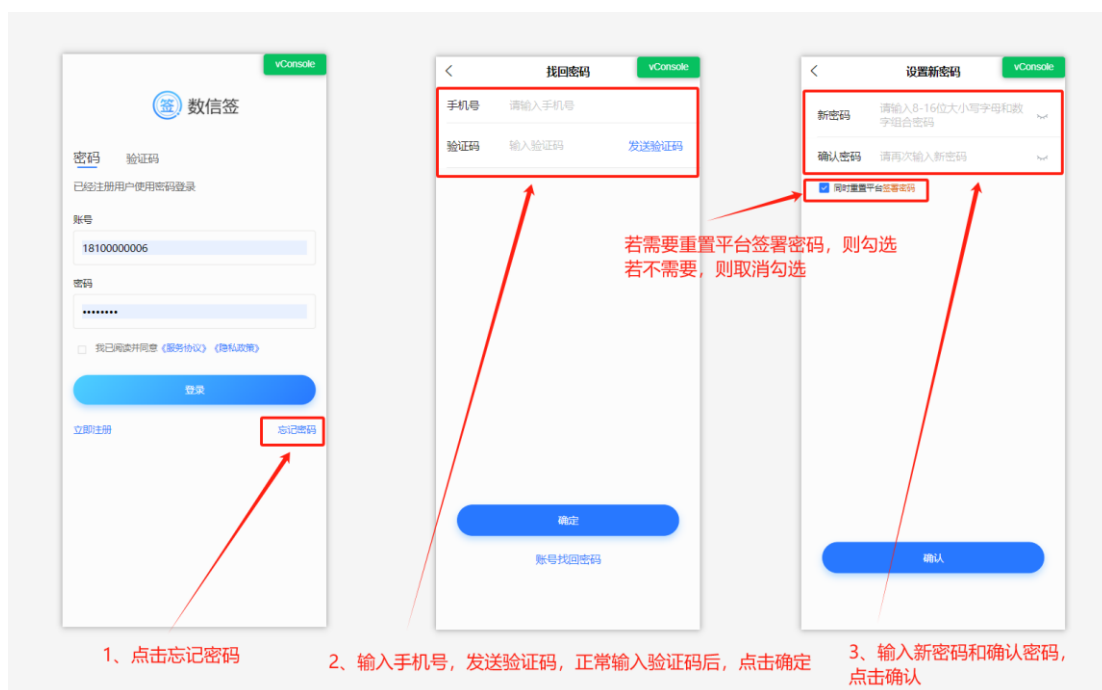 vConsole
签 数信签
密码 验证码
已经注册用户使用密码登录
账号
18100000006
密码
••••••••
我已阅读并同意《服务协议》《隐私政策》
登录
立即注册 忘记密码
1、点击忘记密码
找回密码 vConsole
手机号 请输入手机号
验证码 输入验证码 发送验证码
确定
账号找回密码
2、输入手机号，发送验证码，正常输入验证码后，点击确定
设置新密码 vConsole
新密码 请输入8-16位大小写字母和数
字组合密码
确认密码 请再次输入新密码
同时重置平台签署密码
若需要重置平台签署密码，则勾选
若不需要，则取消勾选
确认
3、输入新密码和确认密码，
点击确认